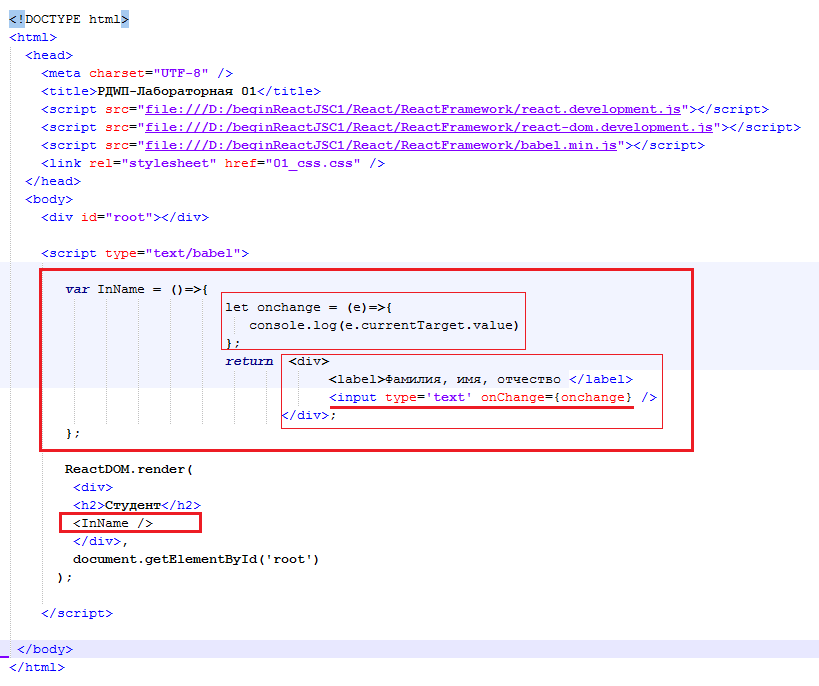 <!DOCTYPE html>
<html>
<head>
<meta charset="UTF-8" />
<title>РДWП-Лабораторная 01</title>
<script src="file:///D:/beginReactJSC1/React/ReactFramework/react.development.js"></script>
<script src="file:///D:/beginReactJSC1/React/ReactFramework/react-dom.development.js"></script>
<script src="file:///D:/beginReactJSC1/React/ReactFramework/babel.min.js"></script>
<link rel="stylesheet" href="01_css.css" />
</head>
<body>
<div id="root"></div>
<script type="text/babel">
var InName = ()=>{
let onchange = (e)=>{
console.log(e.currentTarget.value)
};
return <div>
<label>Фамилия, имя, отчество </label>
<input type='text' onChange={onchange} />
</div>;
};
ReactDOM.render(
<div>
<h2>Студент</h2>
<InName />
</div>,
document.getElementById('root')
);
</script>
</body>
</html>